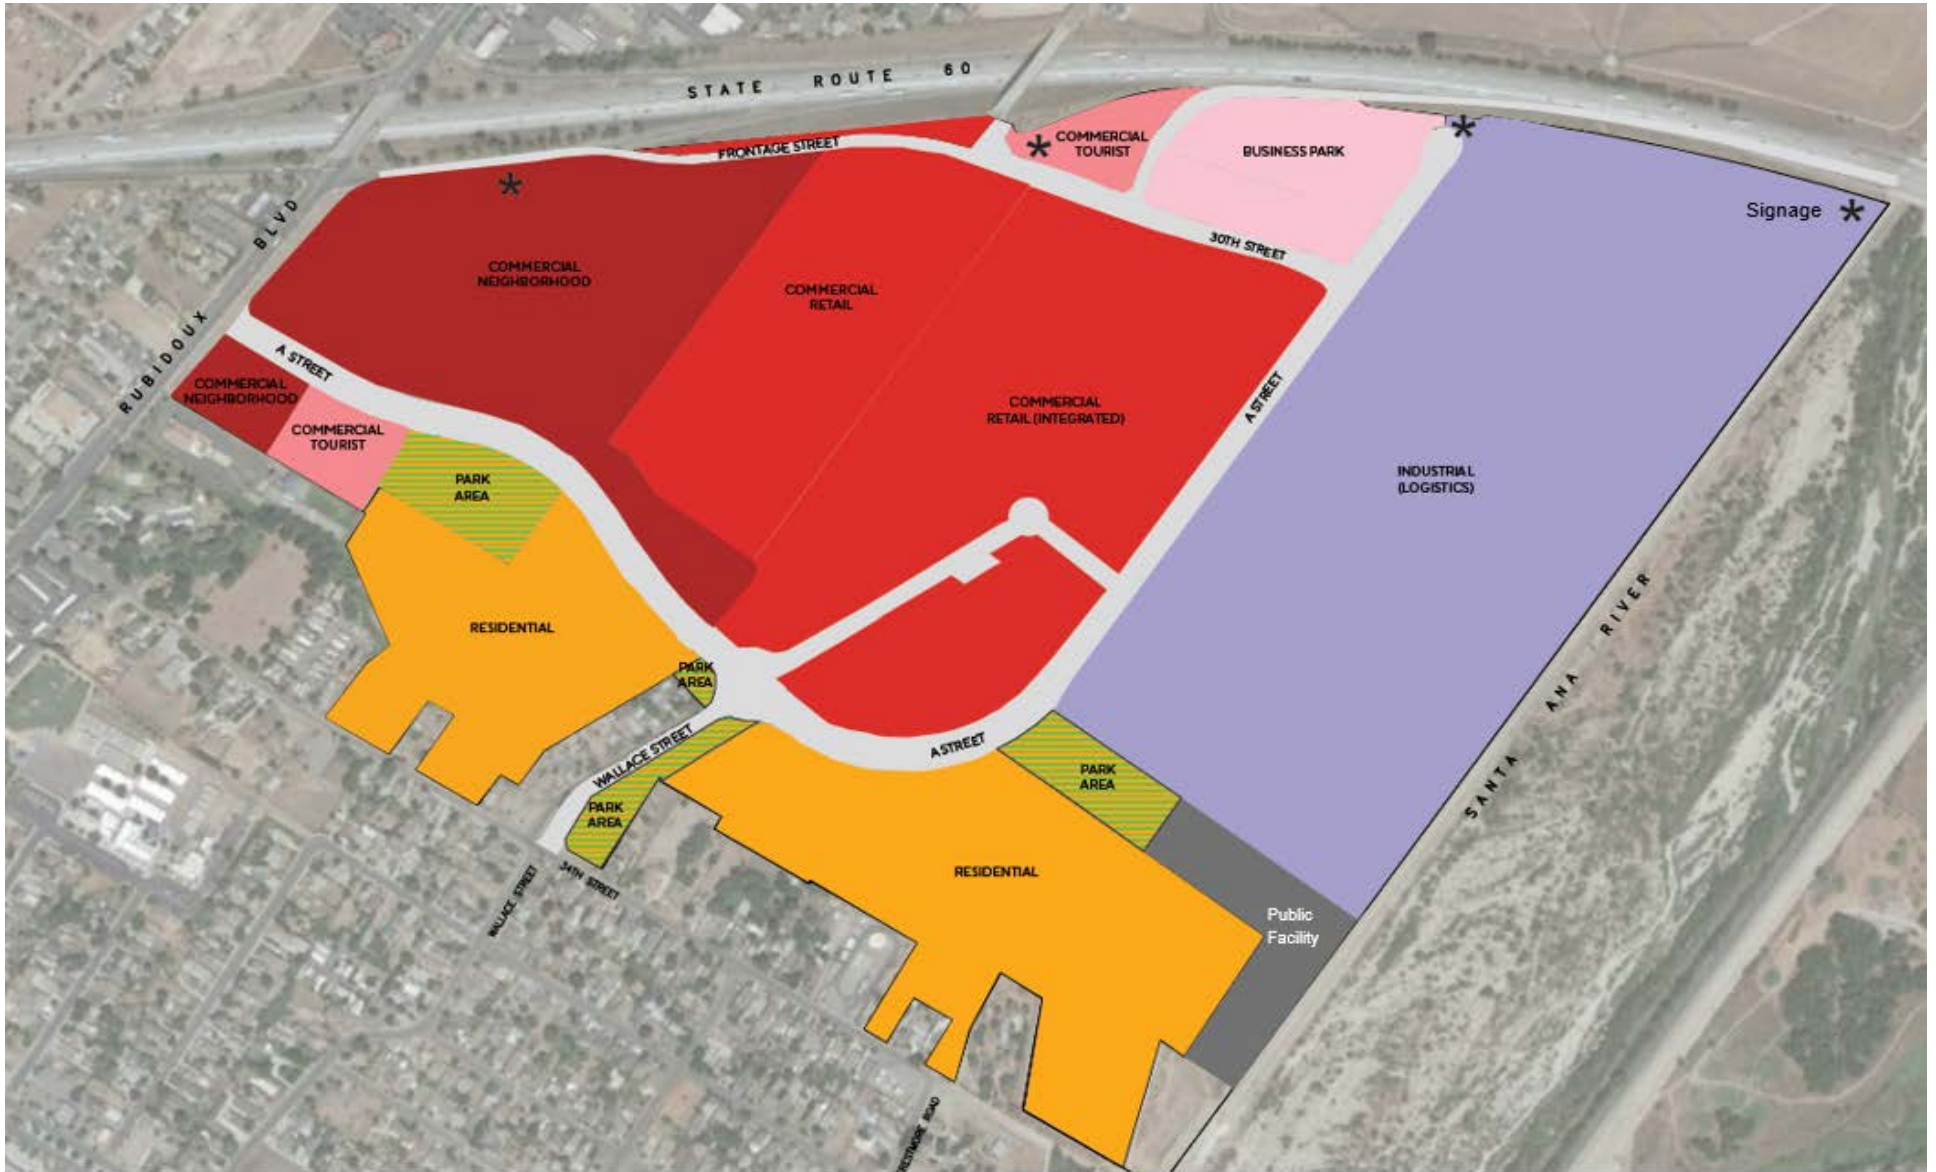 STATE ROUTE 60
FRONTAGE STREET
COMMERCIAL
TOURIST
BUSINESS PARK
Signage
RUBIDOUX BLVD
30TH STREET
COMMERCIAL
NEIGHBORHOOD
COMMERCIAL
RETAIL
A STREET
COMMERCIAL
NEIGHBORHOOD
COMMERCIAL
TOURIST
COMMERCIAL
RETAIL (INTEGRATED)
A STREET
INDUSTRIAL
(LOGISTICS)
PARK
AREA
RESIDENTIAL
PARK
AREA
SANTA ANA RIVER
WALLACE STREET
A STREET
PARK
AREA
PARK
AREA
RESIDENTIAL
34TH STREET
WALLACE STREET
Public
Facility